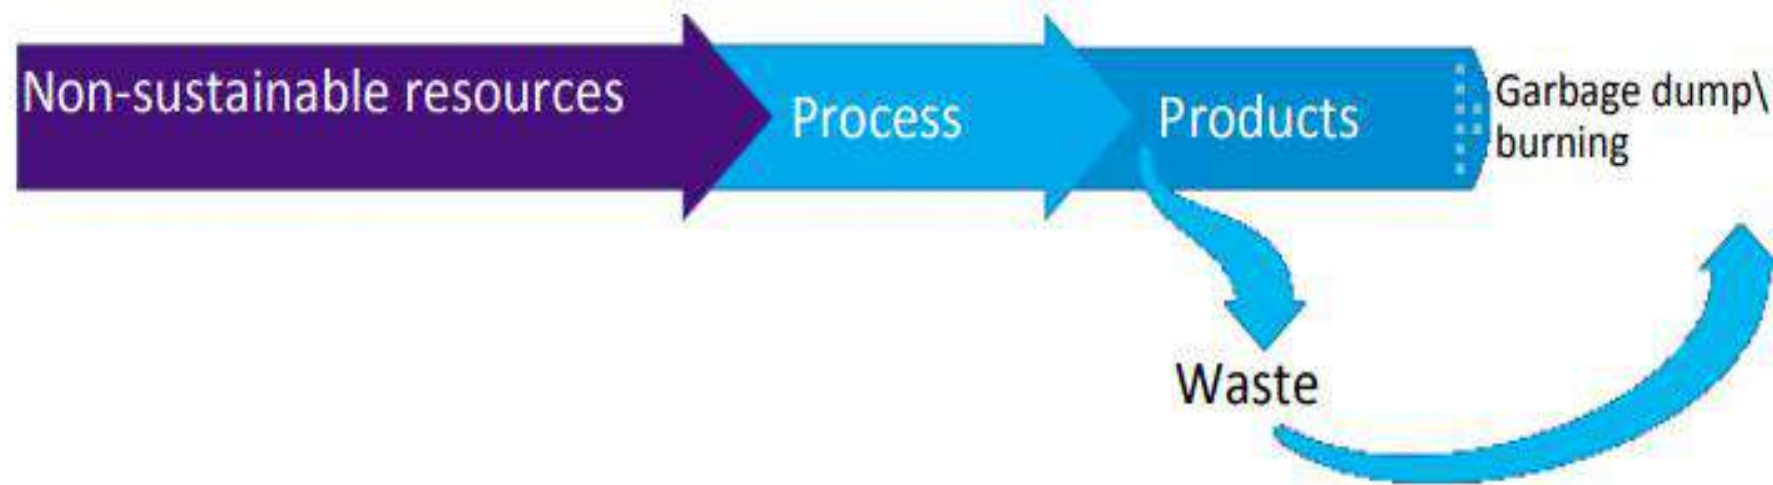 Non-sustainable resources
Process
Products
Garbage dump\
burning
Waste